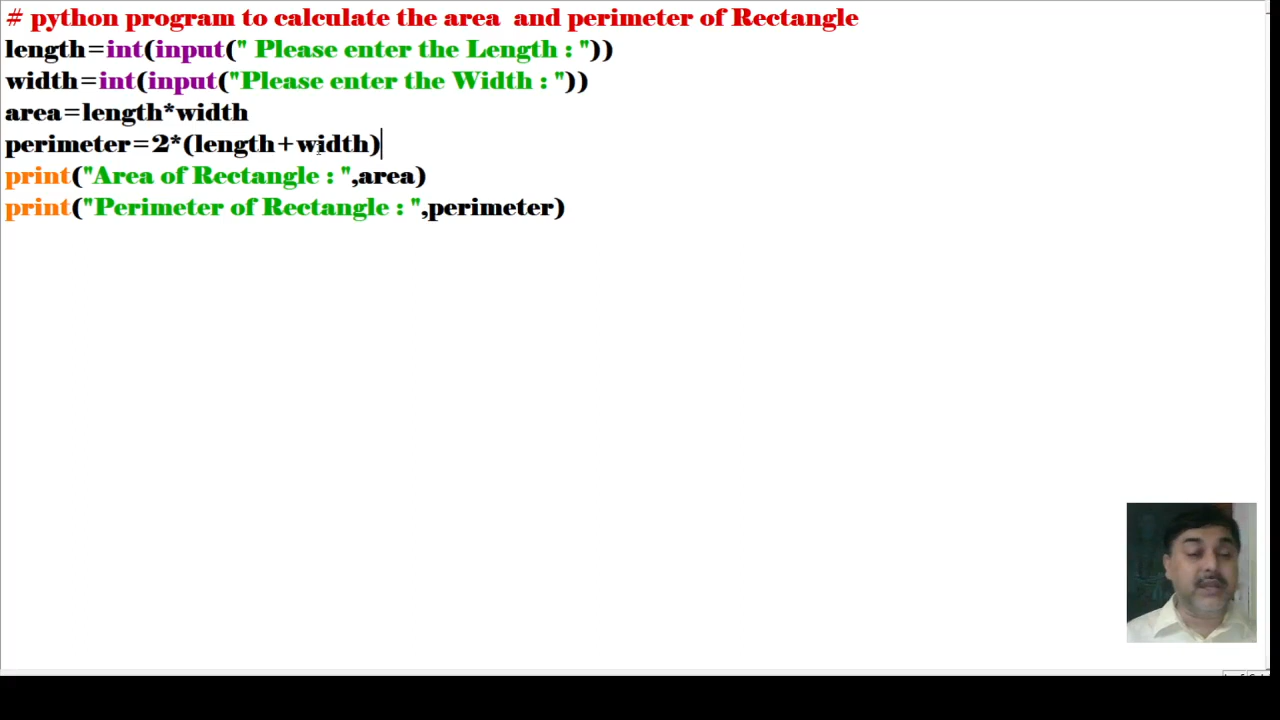 # python program to calculate the area  and perimeter of Rectangle
length=int(input(" Please enter the Length : "))
width=int(input("Please enter the Width : "))
area=length*width
perimeter=2*(length+width)
print("Area of Rectangle : ",area)
print("Perimeter of Rectangle : ",perimeter)